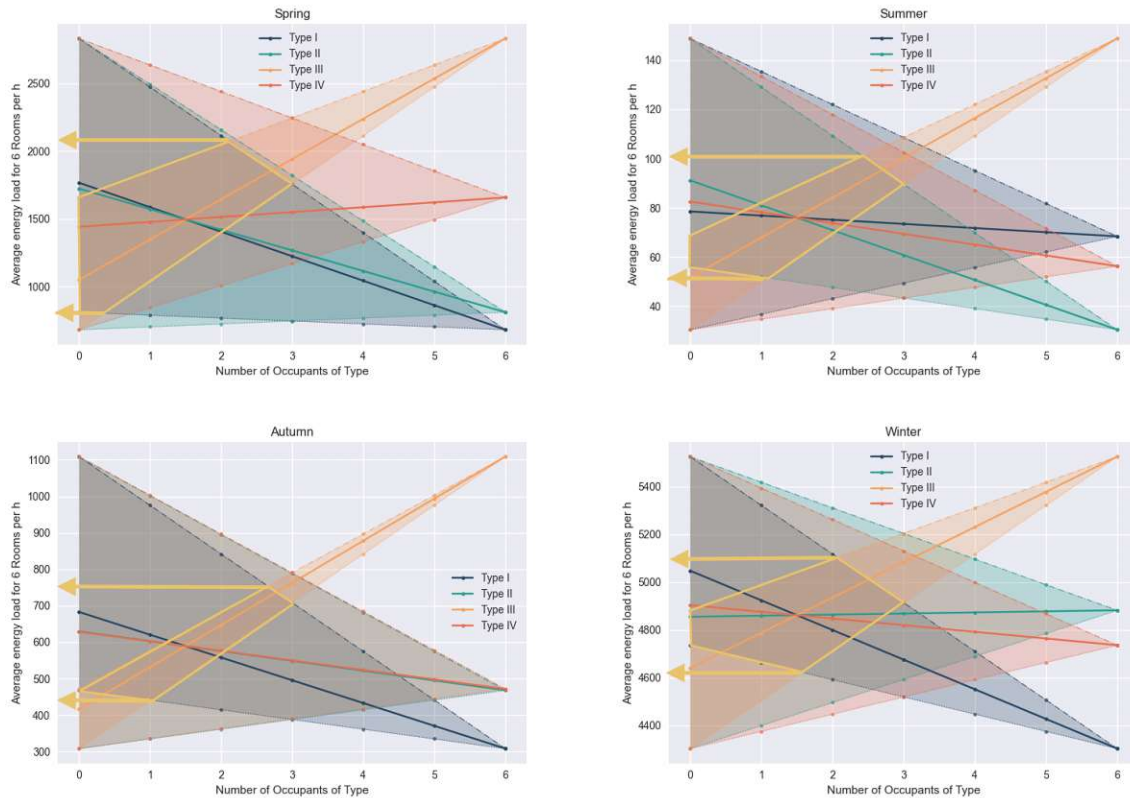 Spring
Average energy load for 6 Rooms per h
2500
2000
1500
1000
Type I
Type II
Type III
Type IV
0 1 2 3 4 5 6
Number of Occupants of Type
Summer
Average energy load for 6 Rooms per h
140
120
100
80
60
40
Type I
Type II
Type III
Type IV
0 1 2 3 4 5 6
Number of Occupants of Type
Autumn
Average energy load for 6 Rooms per h
1100
1000
900
800
700
600
500
400
300
Type I
Type II
Type III
Type IV
0 1 2 3 4 5 6
Number of Occupants of Type
Winter
Average energy load for 6 Rooms per h
5400
5200
5000
4800
4600
4400
Type I
Type II
Type III
Type IV
0 1 2 3 4 5 6
Number of Occupants of Type